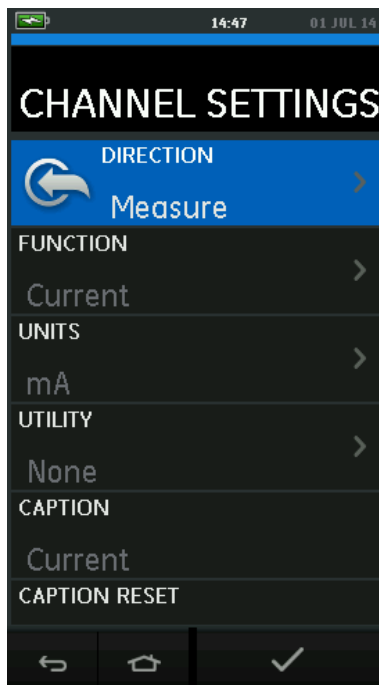 14:47 01 JUL 14
CHANNEL SETTINGS
DIRECTION
Measure
FUNCTION
Current
UNITS
mA
UTILITY
None
CAPTION
Current
CAPTION RESET